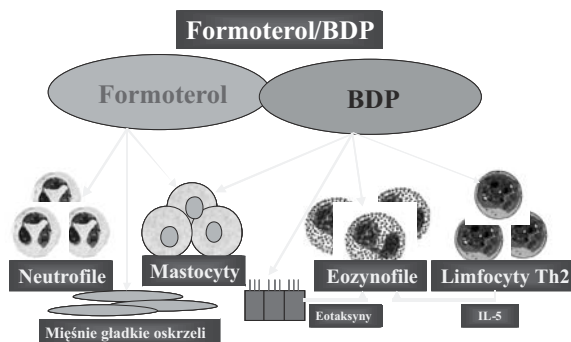 Formoterol/BDP
Formoterol
BDP
Neutrofile
Mastocyty
Eozynofile
Limfocyty Th2
Mięśnie gładkie oskrzeli
Eotaksyny
IL-5